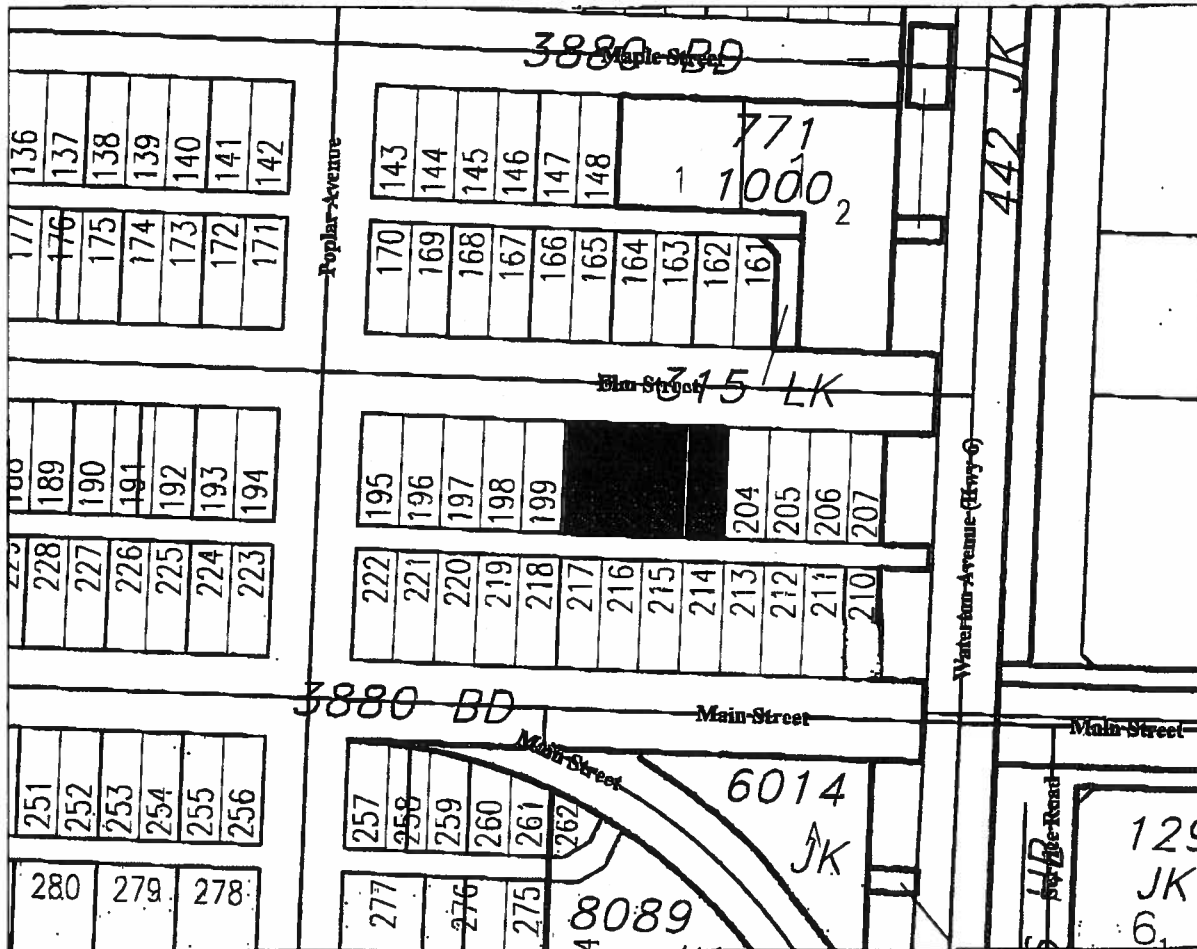 3880 BD
Maple Street
136 137 138 139 140 141 142
143 144 145 146 147 148
771
1
1000
2
442 JK
Poplar Avenue
177 176 175 174 173 172 171
170 169 168 167 166 165 164 163 162 161
Elm Street
315 LK
189 190 191 192 193 194
195 196 197 198 199
204 205 206 207
Waterton Avenue (Hwy 6)
228 227 226 225 224 223
222 221 220 219 218 217 216 215 214 213 212 211 210
3880 BD
Main Street
Main Street
Main Street
251 252 253 254 255 256
257 258 259 260 261 262
6014
A
JK
Service Road
129
JK
6
280 279 278
277 276 275
8089
4